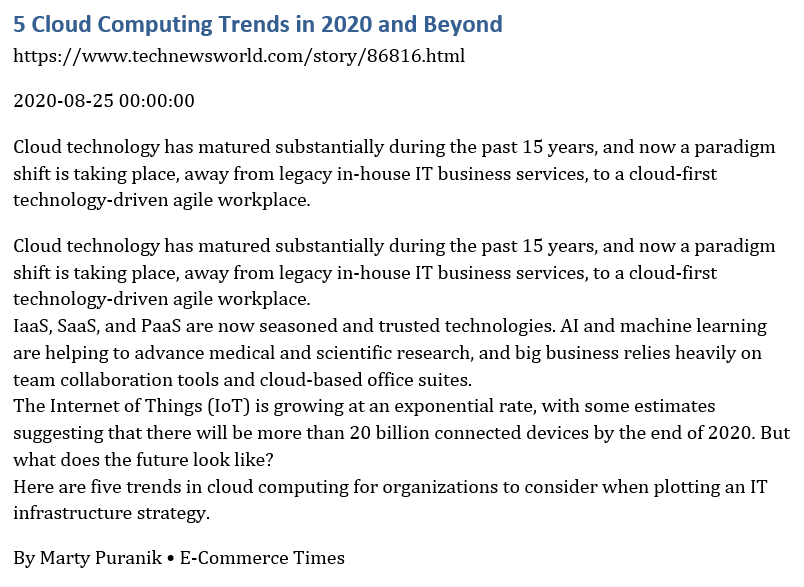 5 Cloud Computing Trends in 2020 and Beyond
https://www.technewsworld.com/story/86816.html
2020-08-25 00:00:00
Cloud technology has matured substantially during the past 15 years, and now a paradigm
shift is taking place, away from legacy in-house IT business services, to a cloud-first
technology-driven agile workplace.
Cloud technology has matured substantially during the past 15 years, and now a paradigm
shift is taking place, away from legacy in-house IT business services, to a cloud-first
technology-driven agile workplace.
IaaS, SaaS, and PaaS are now seasoned and trusted technologies. AI and machine learning
are helping to advance medical and scientific research, and big business relies heavily on
team collaboration tools and cloud-based office suites.
The Internet of Things (IoT) is growing at an exponential rate, with some estimates
suggesting that there will be more than 20 billion connected devices by the end of 2020. But
what does the future look like?
Here are five trends in cloud computing for organizations to consider when plotting an IT
infrastructure strategy.
By Marty Puranik • E-Commerce Times